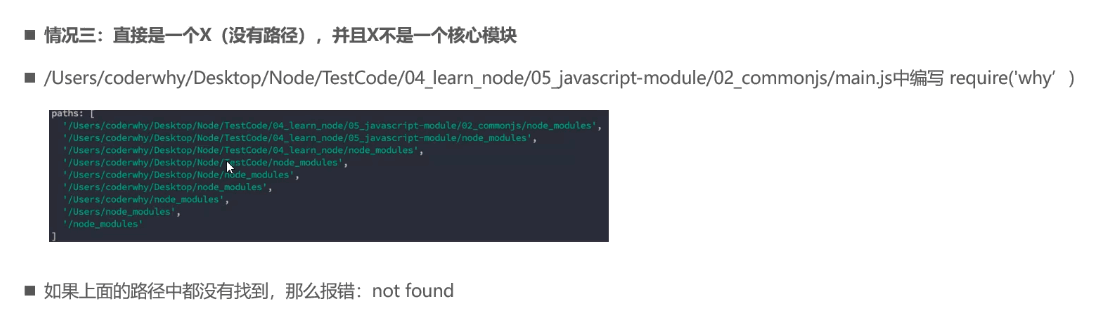 情况三：直接是一个X（没有路径），并且X不是一个核心模块
/Users/coderwhy/Desktop/Node/TestCode/04_learn_node/05_javascript-module/02_commonjs/main.js中编写 require('why’)
paths: [
'/Users/coderwhy/Desktop/Node/TestCode/04_learn_node/05_javascript-module/02_commonjs/node_modules',
'/Users/coderwhy/Desktop/Node/TestCode/04_learn_node/05_javascript-module/node_modules',
'/Users/coderwhy/Desktop/Node/TestCode/04_learn_node/node_modules',
'/Users/coderwhy/Desktop/Node/TestCode/node_modules',
'/Users/coderwhy/Desktop/Node/node_modules',
'/Users/coderwhy/Desktop/node_modules',
'/Users/coderwhy/node_modules',
'/Users/node_modules',
'/node_modules'
]
如果上面的路径中都没有找到，那么报错：not found